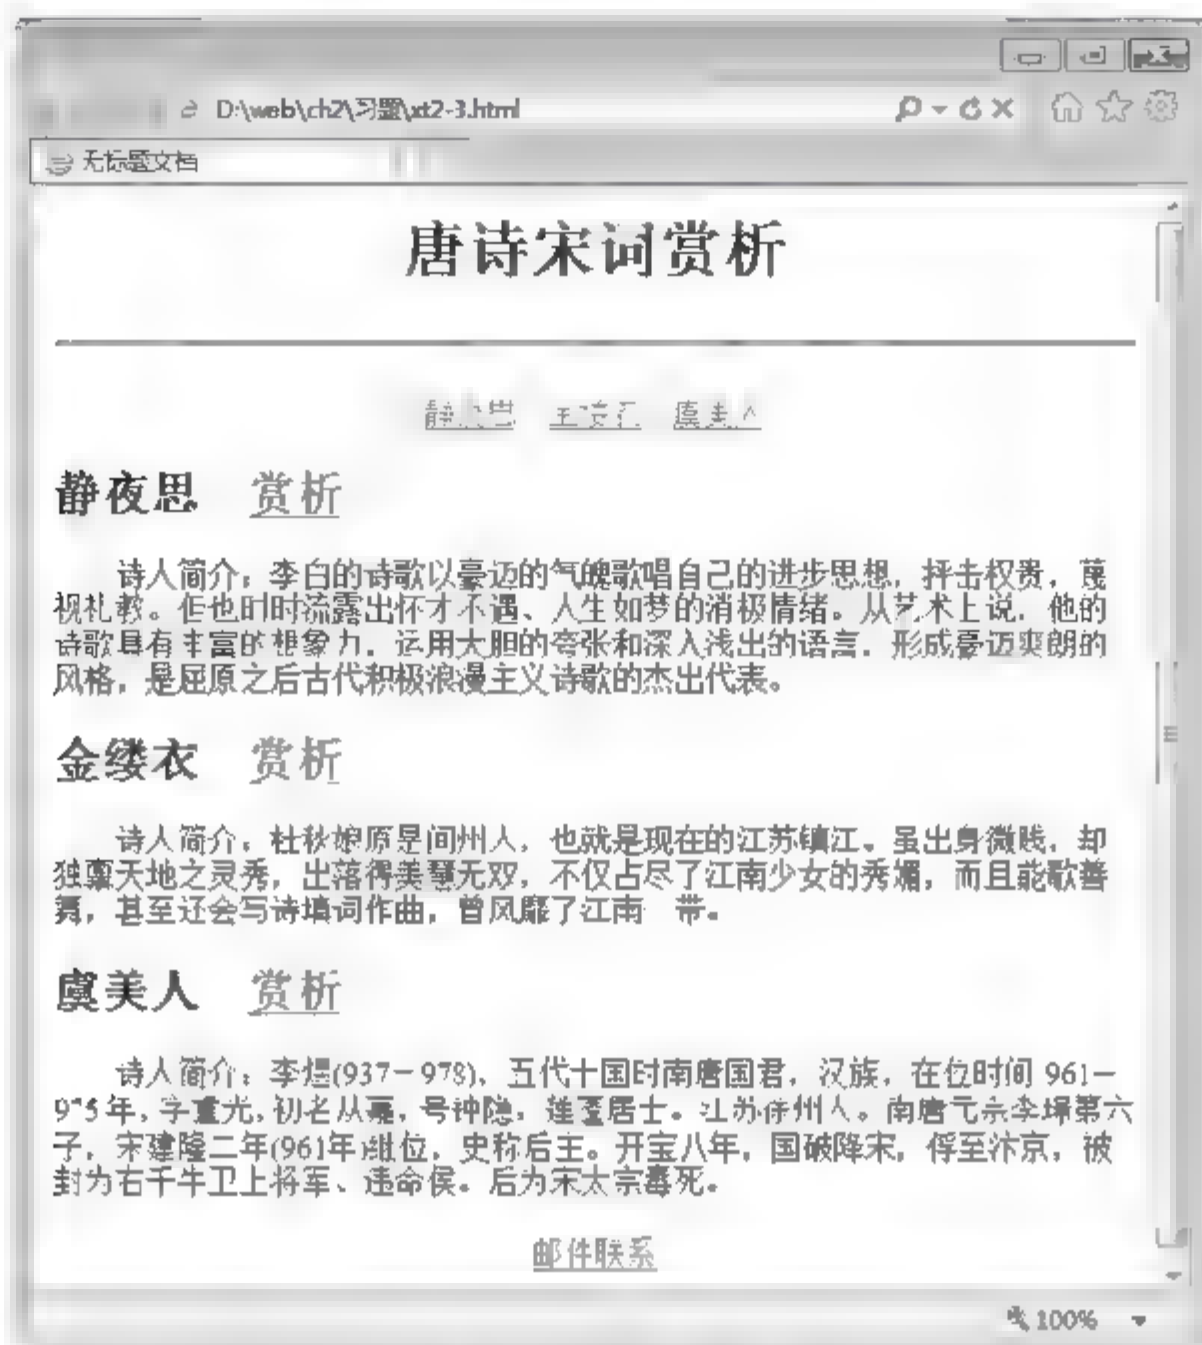 D:\web\ch2\习题\xt2-3.html
无标题文档
唐诗宋词赏析
静夜思 赏析
诗人简介：李白的诗歌以豪迈的气魄歌唱自己的进步思想，抨击权贵，蔑
视礼教。但也时时流露出怀才不遇、人生如梦的消极情绪。从艺术上说，他的
诗歌具有丰富的想象力，运用大胆的夸张和深入浅出的语言，形成豪迈爽朗的
风格，是屈原之后古代积极浪漫主义诗歌的杰出代表。
金缕衣 赏析
诗人简介：杜秋娘原是间州人，也就是现在的江苏镇江。虽出身微贱，却
独禀天地之灵秀，出落得美慧无双，不仅占尽了江南少女的秀媚，而且能歌善
舞，甚至还会写诗填词作曲，曾风靡了江南 带。
虞美人 赏析
诗人简介：李煜(937－978)，五代十国时南唐国君，汉族，在位时间 961－
年，字重光，初名从嘉，号钟隐，莲蓬居士。江苏徐州人。南唐元宗李璟第六
子，宋建隆二年(961年)继位，史称后主。开宝八年，国破降宋，俘至汴京，被
封为右千牛卫上将军、违命侯。后为宋太宗毒死。
邮件联系
100%